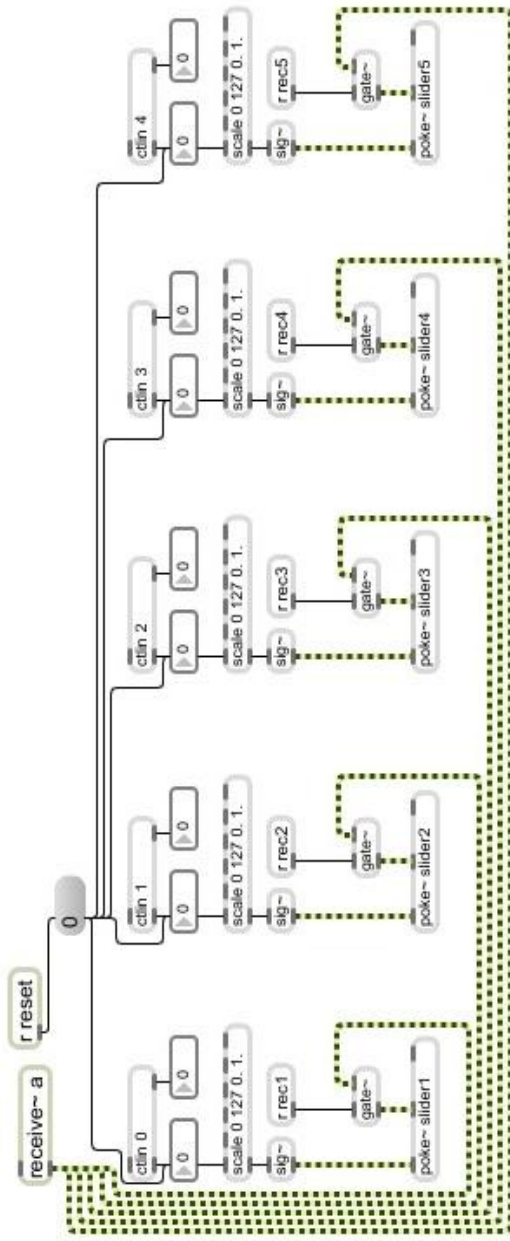 receive~ a
r reset
0
ctlin 0
0
0
scale 0 127 0. 1.
sig~
r rec1
gate~
poke~ slider1
ctlin 1
0
0
scale 0 127 0. 1.
sig~
r rec2
gate~
poke~ slider2
ctlin 2
0
0
scale 0 127 0. 1.
sig~
r rec3
gate~
poke~ slider3
ctlin 3
0
0
scale 0 127 0. 1.
sig~
r rec4
gate~
poke~ slider4
ctlin 4
0
0
scale 0 127 0. 1.
sig~
r rec5
gate~
poke~ slider5